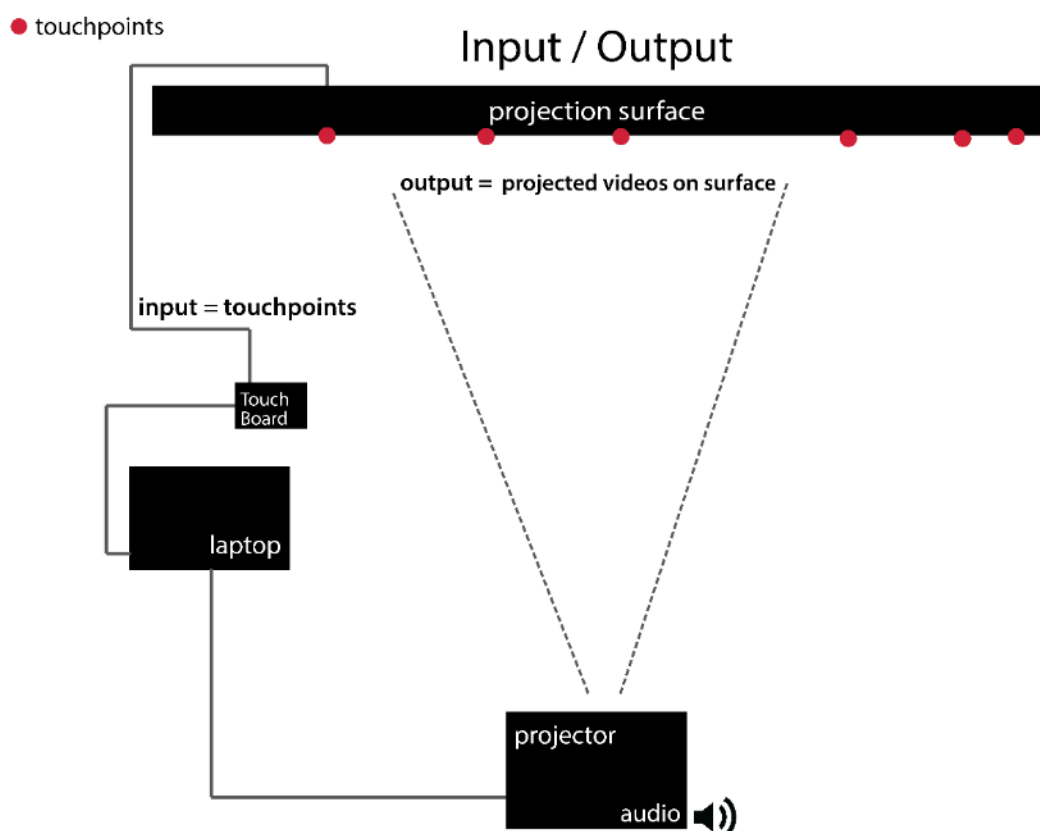 touchpoints
Input / Output
projection surface
output = projected videos on surface
input = touchpoints
Touch
Board
laptop
projector
audio